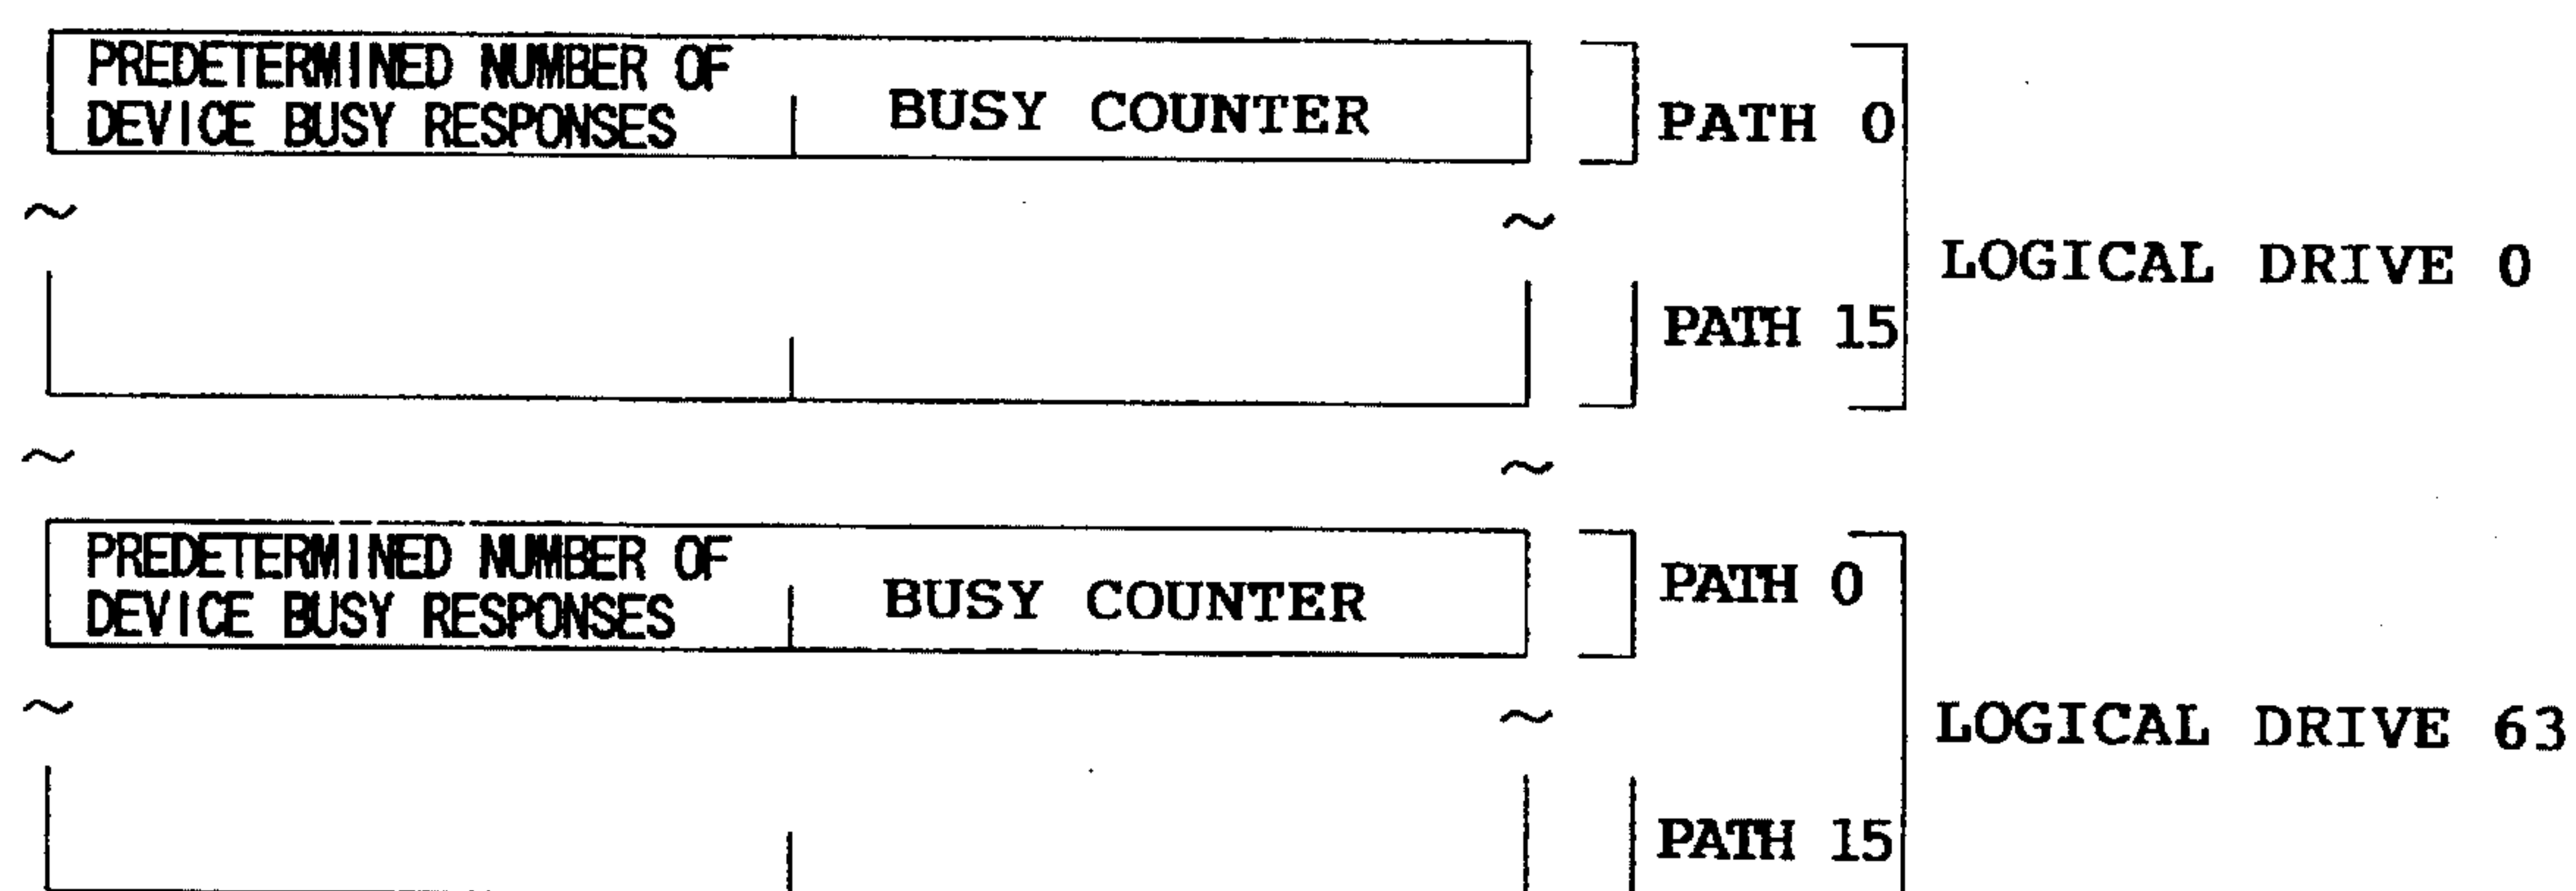 PREDETERMINED NUMBER OF
DEVICE BUSY RESPONSES
BUSY COUNTER
PATH 0
LOGICAL DRIVE 0
PATH 15
PREDETERMINED NUMBER OF
DEVICE BUSY RESPONSES
BUSY COUNTER
PATH 0
LOGICAL DRIVE 63
PATH 15